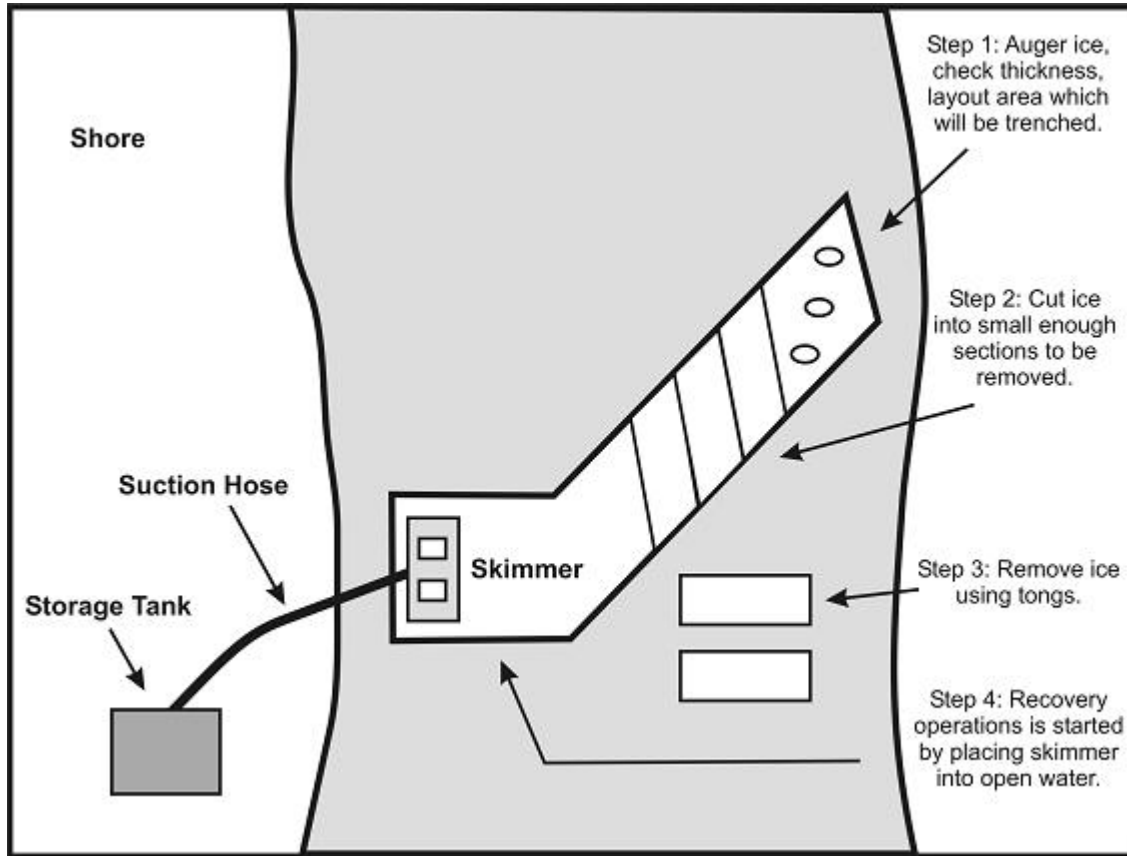 Step 1: Auger ice,
check thickness,
layout area which
will be trenched.
Shore
Step 2: Cut ice
into small enough
sections to be
removed.
Suction Hose
Skimmer
Step 3: Remove ice
using tongs.
Storage Tank
Step 4: Recovery
operations is started
by placing skimmer
into open water.